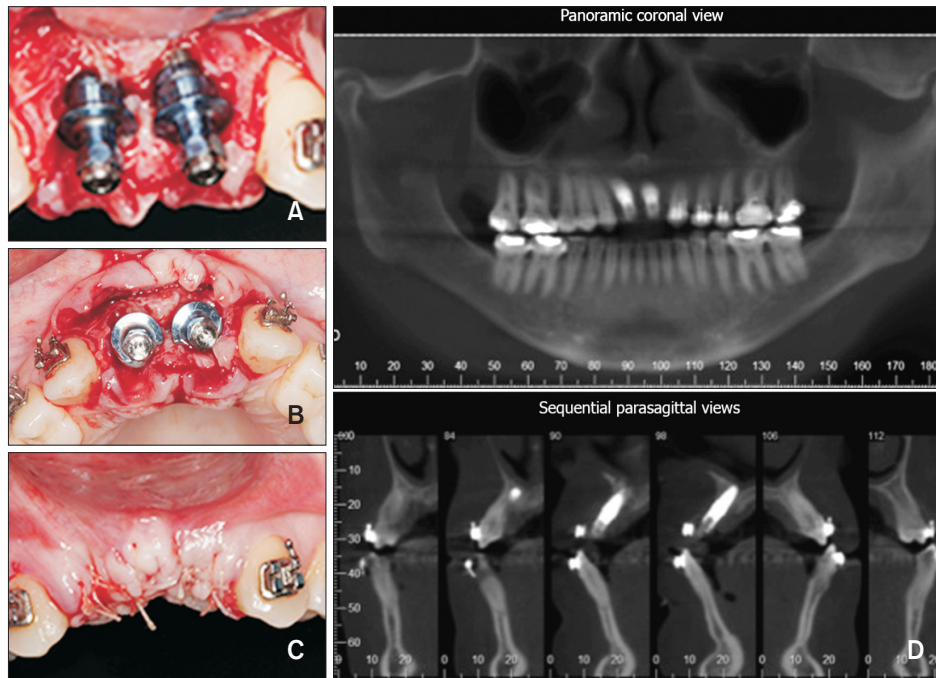 A
B
C
Panoramic coronal view
10 20 30 40 50 60 70 80 90 100 110 120 130 140 150 160 170 180
Sequential parasagittal views
84 90 98 106 112
10
20
30
40
50
60
10 20 0 10 20 0 10 20 0 10 20 0 10 20 0 10
D